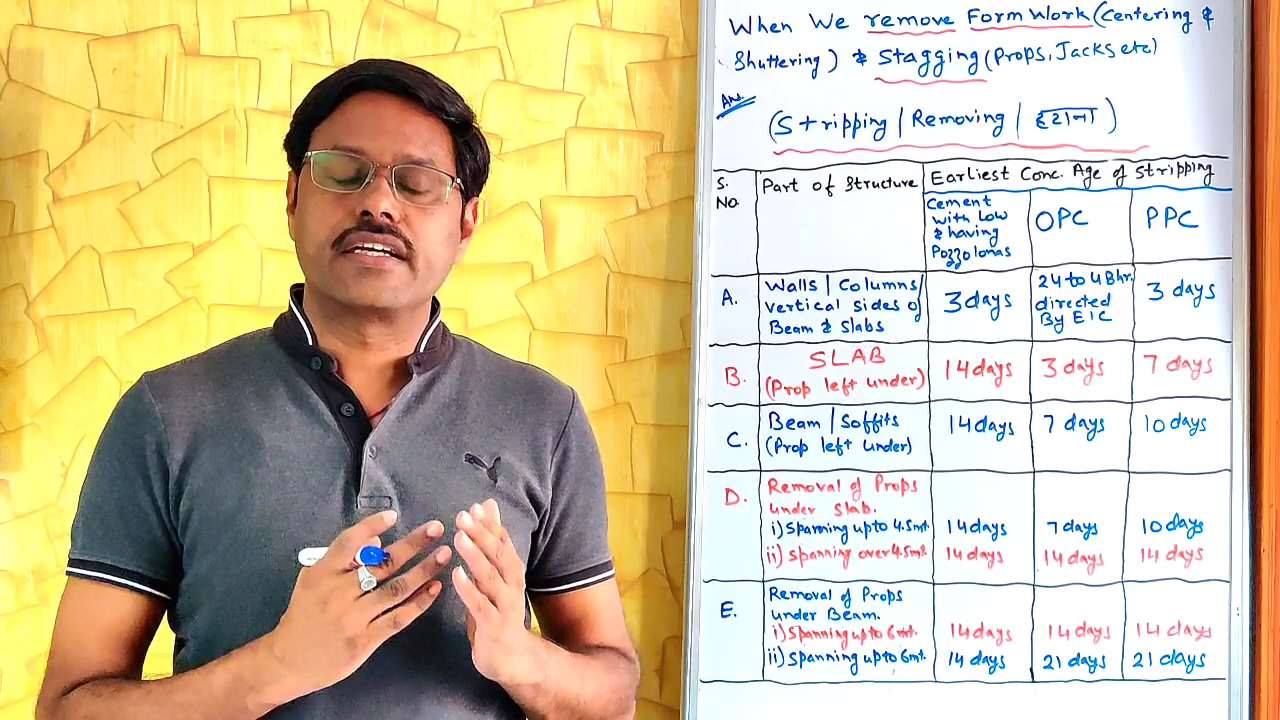 When We remove Form Work (Centering &
Shuttering) & Stagging (Props, Jacks etc)
Ans.
(Stripping | Removing | हटाना)
S. No
Part of Structure
Earliest Conc. Age of Stripping
Cement
with Low
& having
Pozzolonas
OPC
PPC
A.
Walls | Columns/
vertical sides of
Beam & slabs
3 days
24 to 48 hr.
directed
By EIC
3 days
B.
SLAB
(Prop left under)
14 days
3 days
7 days
C.
Beam | Soffits
(Prop left under)
14 days
7 days
10 days
D.
Removal of Props
under slab.
i) Spanning upto 4.5mt. 14 days 7 days 10 days
ii) spanning over 4.5mt. 14 days 14 days 14 days
E.
Removal of Props
under Beam.
i) Spanning upto 6mt. 14 days 14 days 14 days
ii) Spanning upto 6mt. 14 days 21 days 21 days